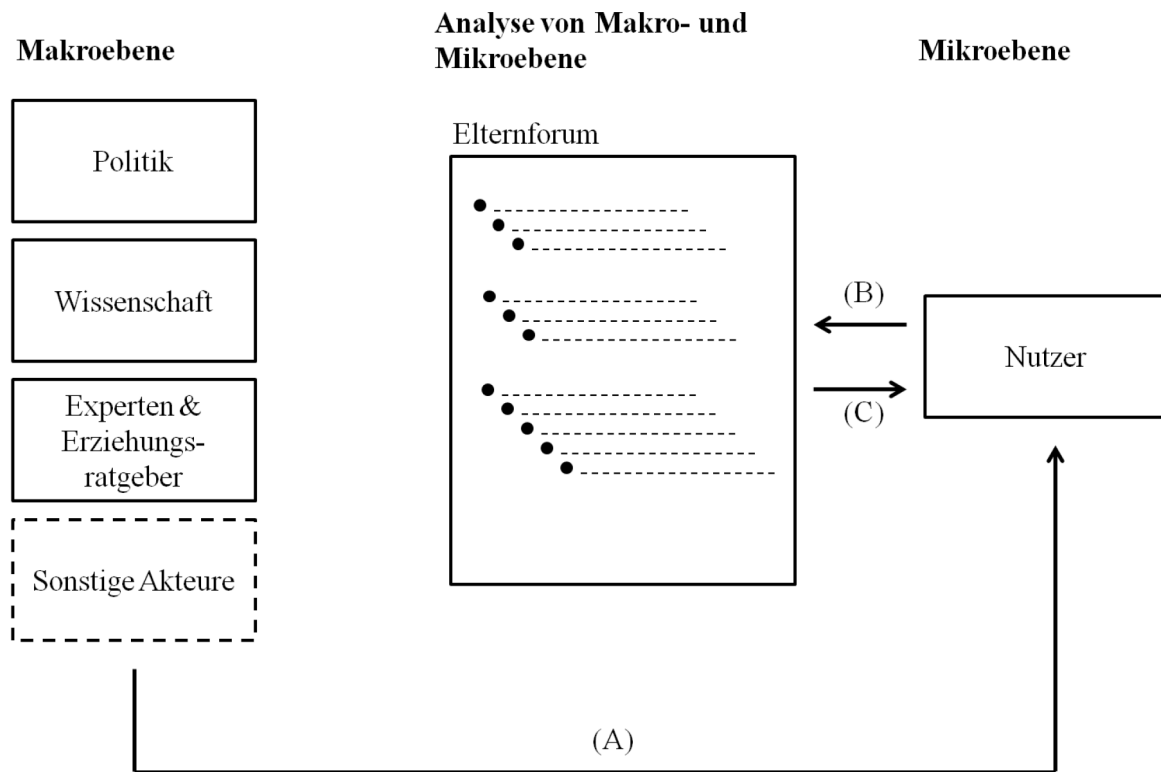 Makroebene
Analyse von Makro- und
Mikroebene
Mikroebene
Politik
Wissenschaft
Experten &
Erziehungs-
ratgeber
Sonstige Akteure
Elternforum
(B)
(C)
Nutzer
(A)